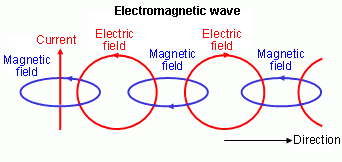 Electromagnetic wave
Current
Electric
field
Electric
field
Magnetic
field
Magnetic
field
Magnetic
field
Direction